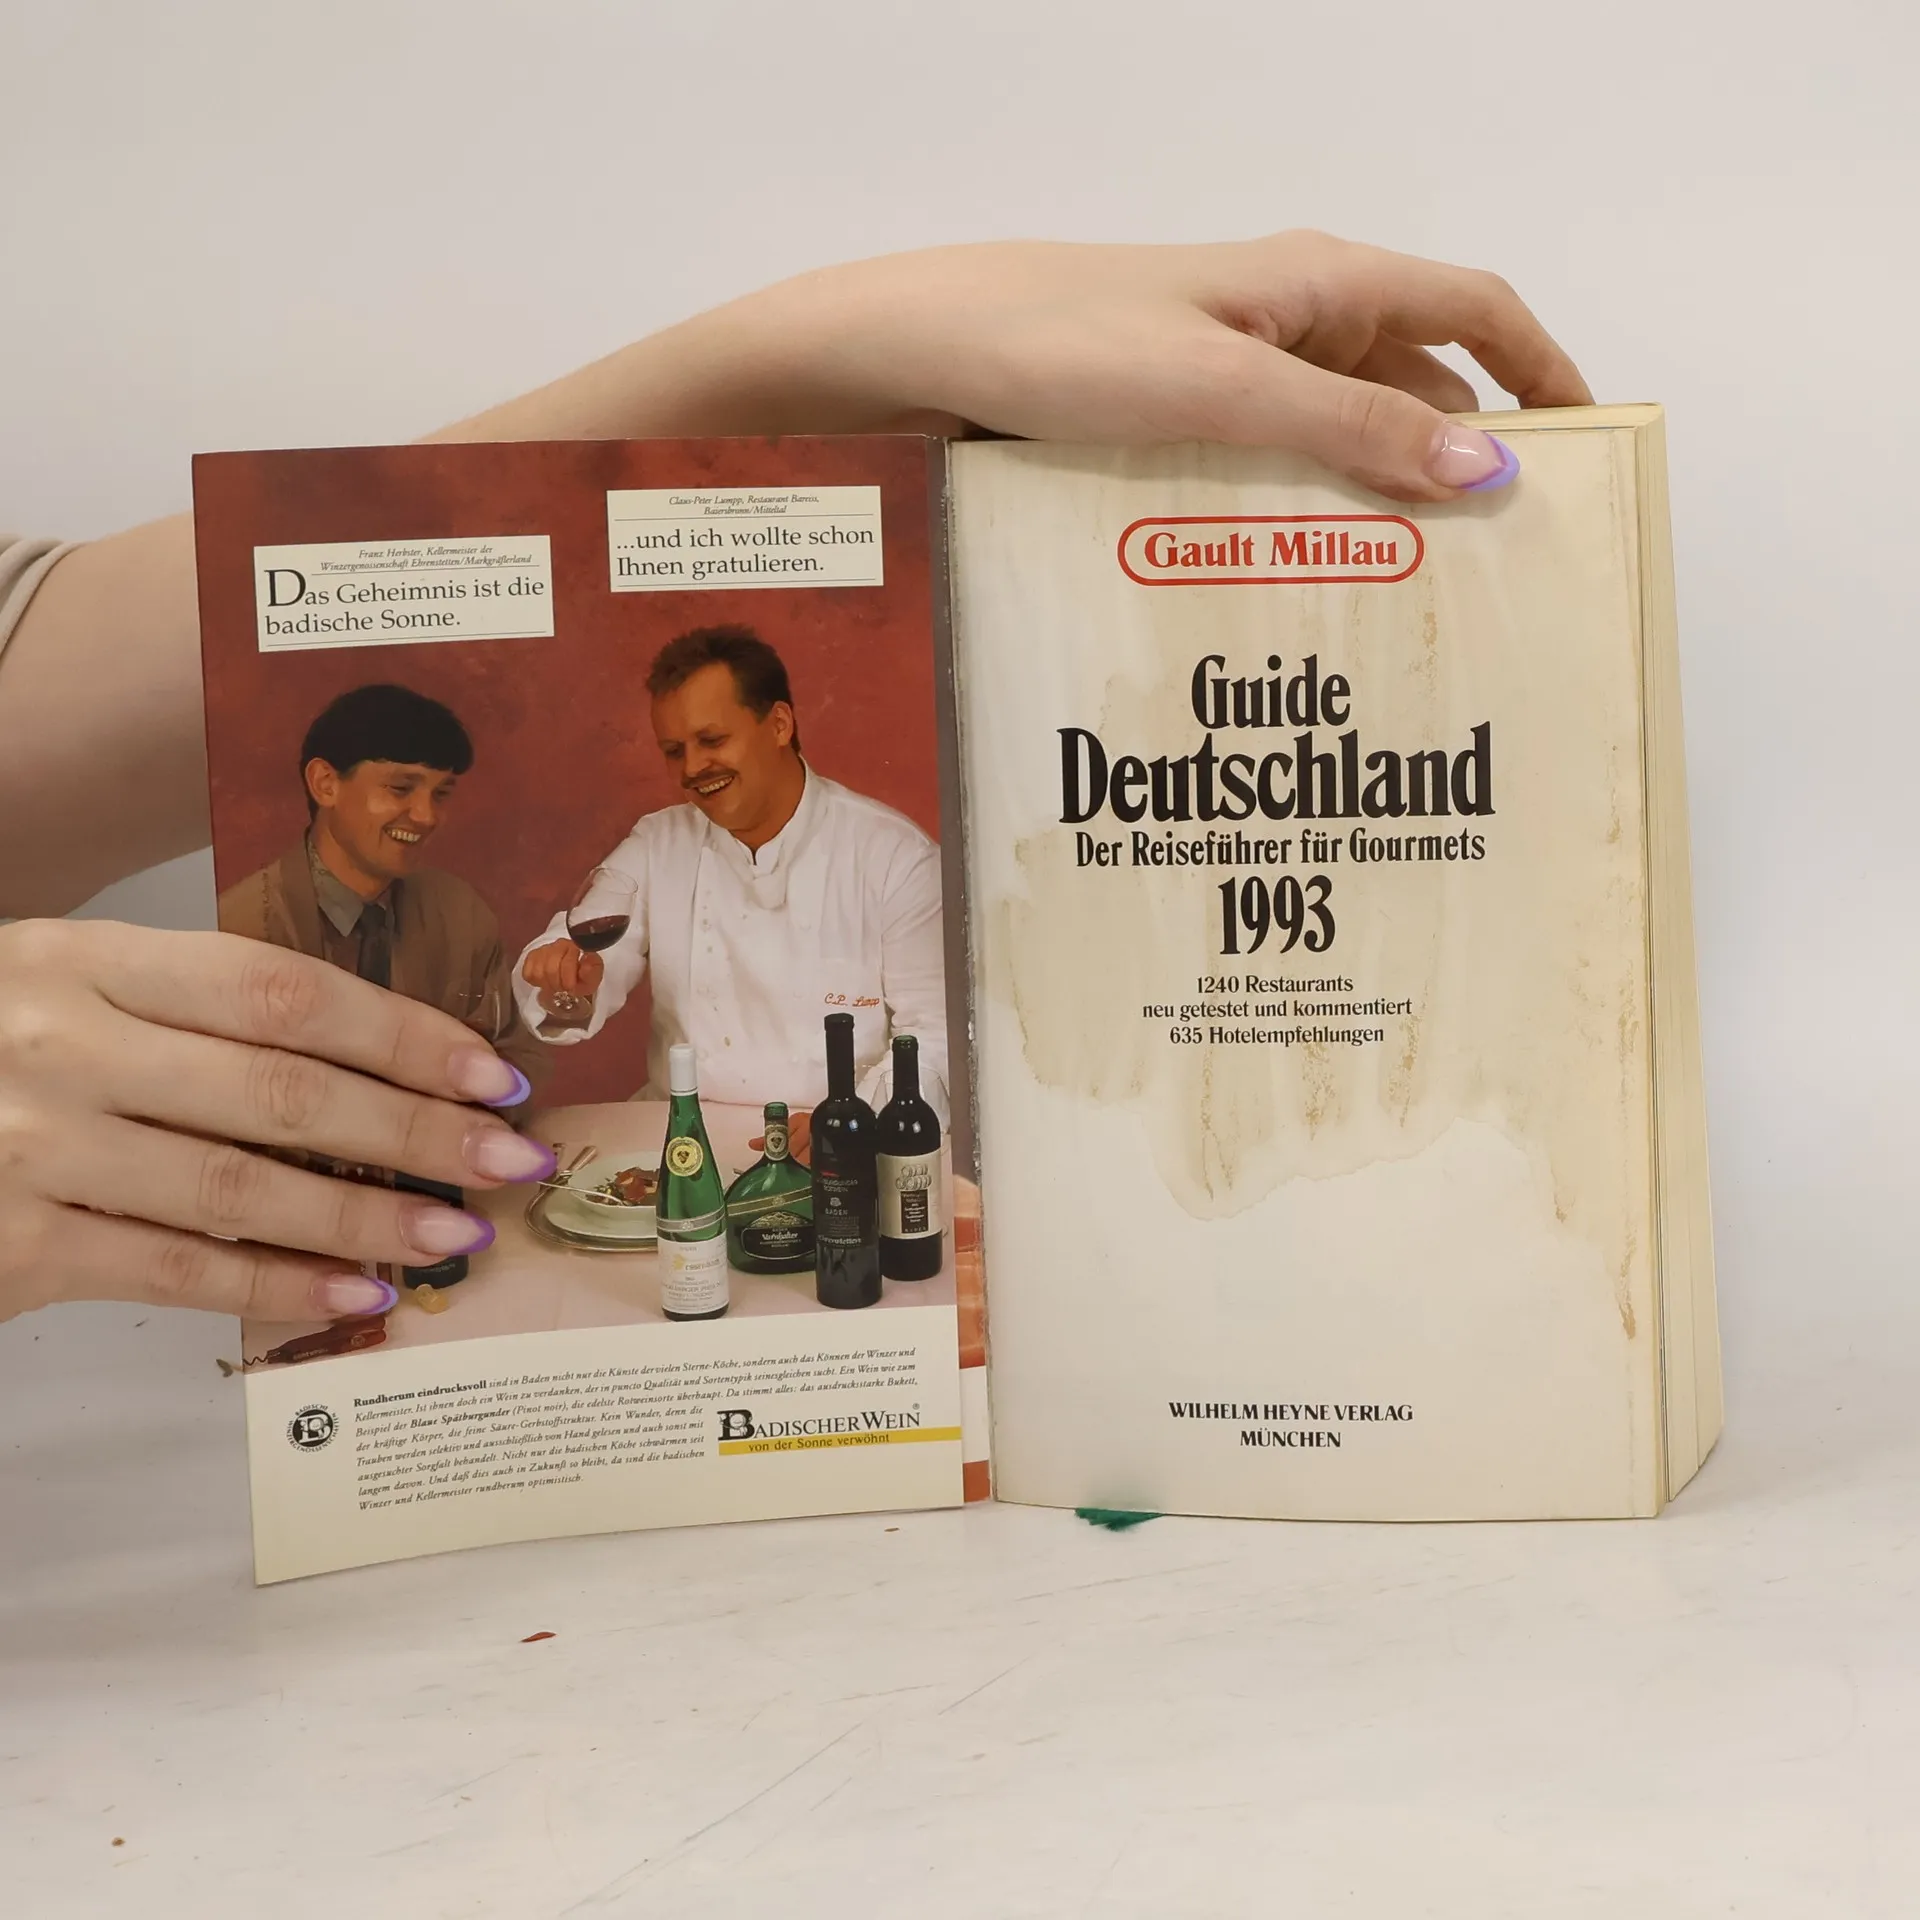 Franz Herbster, Kellermeister der
Winzergenossenschaft Ehrenstetten/Markgräflerland
Das Geheimnis ist die
badische Sonne.
Claus-Peter Lumpp, Restaurant Bareiss,
Baiersbronn/Mitteltal
...und ich wollte schon
Ihnen gratulieren.
C.P. Lumpp
BADEN
Ehrenstetten
BADEN
Varnhalter
Rundherum eindrucksvoll sind in Baden nicht nur die Künste der vielen Sterne-Köche, sondern auch das Können der Winzer und
Kellermeister. Ist ihnen doch ein Wein zu verdanken, der in puncto Qualität und Sortentypik seinesgleichen sucht. Ein Wein wie zum
Beispiel der Blaue Spätburgunder (Pinot noir), die edelste Rotweinsorte überhaupt. Da stimmt alles: das ausdrucksstarke Bukett,
der kräftige Körper, die feine Säure-Gerbstoffstruktur. Kein Wunder, denn die
Trauben werden selektiv und ausschließlich von Hand gelesen und auch sonst mit
ausgesuchter Sorgfalt behandelt. Nicht nur die badischen Köche schwärmen seit
langem davon. Und daß dies auch in Zukunft so bleibt, da sind die badischen
Winzer und Kellermeister rundherum optimistisch.
BADISCHER WEIN®
von der Sonne verwöhnt
BADISCHE WINZERGENOSSENSCHAFTEN
Gault Millau
Guide
Deutschland
Der Reiseführer für Gourmets
1993
1240 Restaurants
neu getestet und kommentiert
635 Hotelempfehlungen
WILHELM HEYNE VERLAG
MÜNCHEN